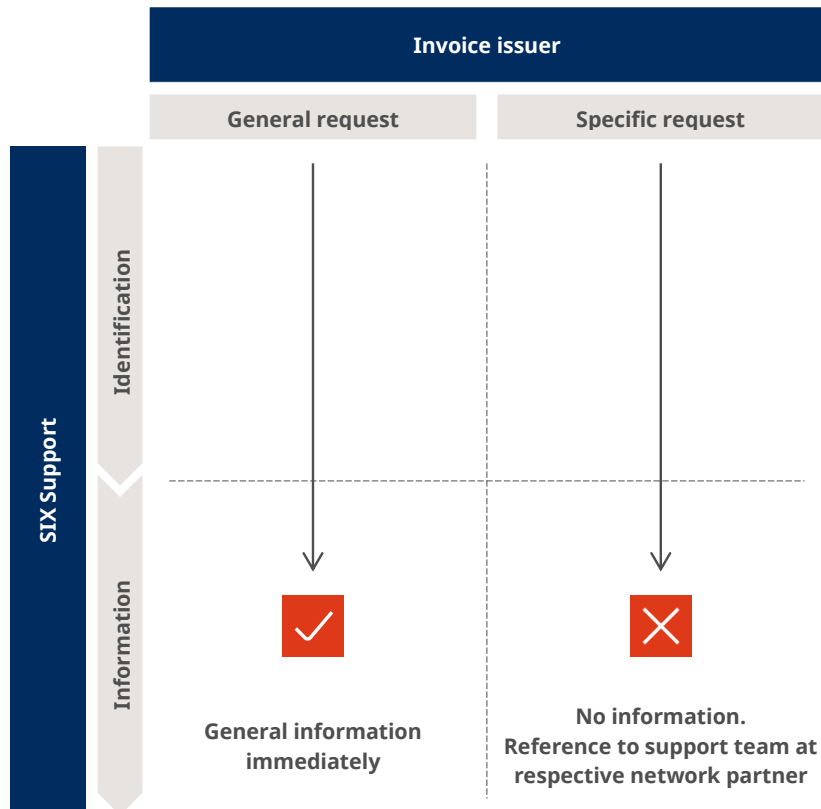 Invoice issuer
General request
Specific request
SIX Support
Identification
Information
General information
immediately
No information.
Reference to support team at
respective network partner